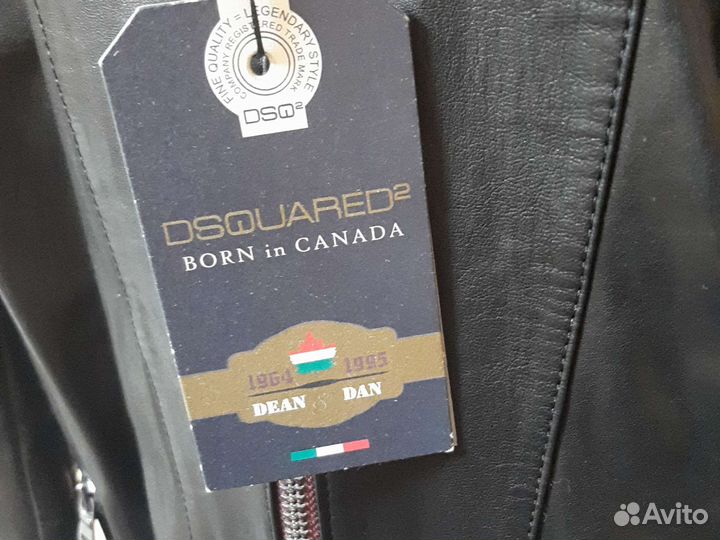 FINE QUALITY = LEGENDARY STYLE
COMPANY REGISTERED TRADE MARK
DSQ²
DSQUARED²
BORN in CANADA
1964 1995
DEAN & DAN
Avito